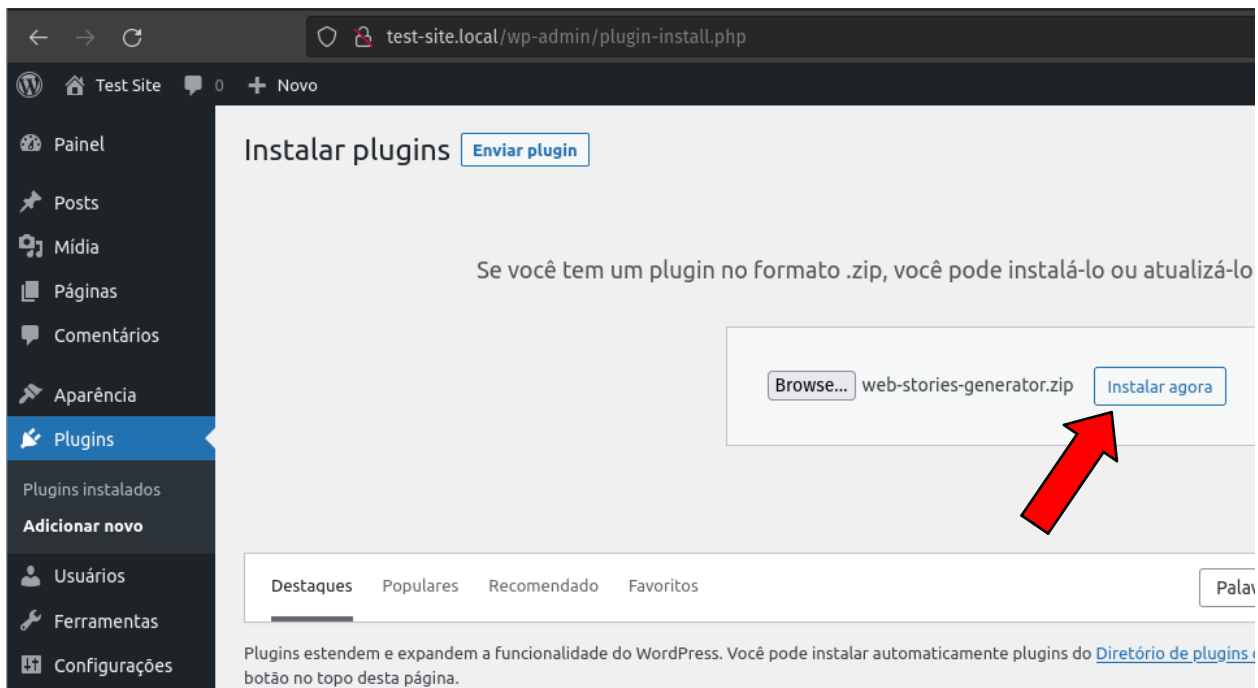 test-site.local/wp-admin/plugin-install.php
Test Site 0 Novo
Painel
Posts
Mídia
Páginas
Comentários
Aparência
Plugins
Plugins instalados
Adicionar novo
Usuários
Ferramentas
Configurações
Instalar plugins Enviar plugin
Se você tem um plugin no formato .zip, você pode instalá-lo ou atualizá-lo
Browse... web-stories-generator.zip Instalar agora
Destaques Populares Recomendado Favoritos
Plugins estendem e expandem a funcionalidade do WordPress. Você pode instalar automaticamente plugins do Diretório de plugins
botão no topo desta página.